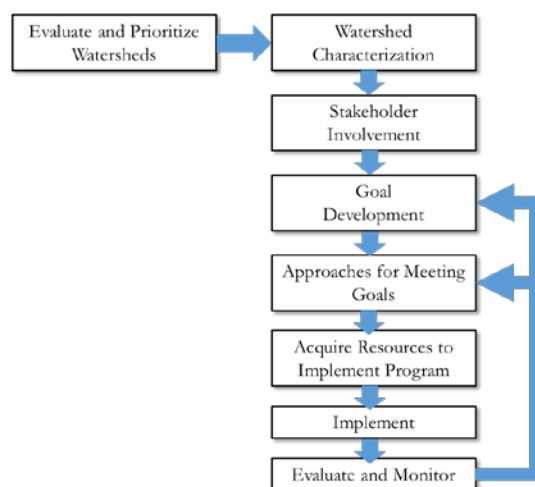 Evaluate and Prioritize
Watersheds
Watershed
Characterization
Stakeholder
Involvement
Goal
Development
Approaches for Meeting
Goals
Acquire Resources to
Implement Program
Implement
Evaluate and Monitor